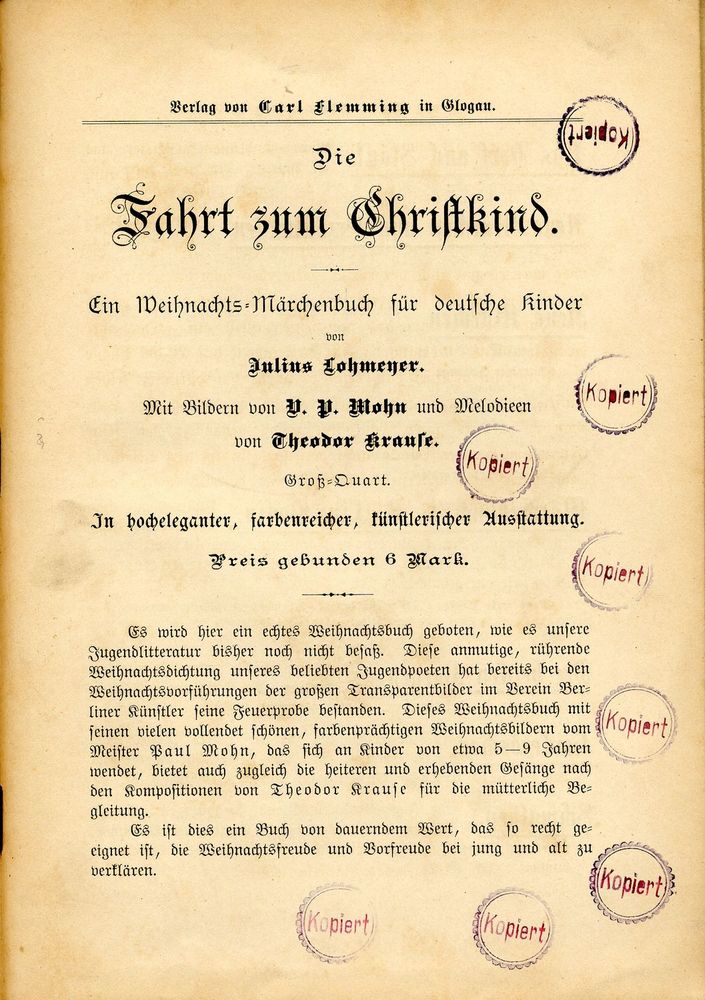 Verlag von Carl Flemming in Glogau.
Kopiert
Die
Fahrt zum Christkind.
Ein Weihnachts-Märchenbuch für deutsche Kinder
von
Julius Lohmeyer.
Kopiert
Mit Bildern von V. P. Mohn und Melodieen
von Theodor Krause.
Kopiert
Groß-Quart.
In hocheleganter, farbenreicher, künstlerischer Ausstattung.
Preis gebunden 6 Mark.
Kopiert
Es wird hier ein echtes Weihnachtsbuch geboten, wie es unsere
Jugendlitteratur bisher noch nicht besaß. Diese anmutige, rührende
Weihnachtsdichtung unseres beliebten Jugendpoeten hat bereits bei den
Weihnachtsvorführungen der großen Transparentbilder im Verein Ber-
liner Künstler seine Feuerprobe bestanden. Dieses Weihnachtsbuch mit
seinen vielen vollendet schönen, farbenprächtigen Weihnachtsbildern vom
Meister Paul Mohn, das sich an Kinder von etwa 5—9 Jahren
wendet, bietet auch zugleich die heiteren und erhebenden Gesänge nach
den Kompositionen von Theodor Krause für die mütterliche Be-
gleitung.
Kopiert
Es ist dies ein Buch von dauerndem Wert, das so recht ge-
eignet ist, die Weihnachtsfreude und Vorfreude bei jung und alt zu
verklären.
Kopiert
Kopiert
Kopiert